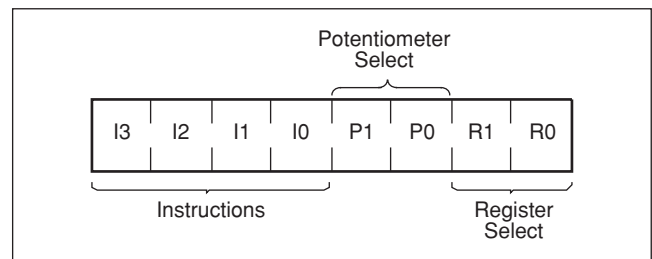 Potentiometer
Select
I3 I2 I1 I0 P1 P0 R1 R0
Instructions
Register
Select